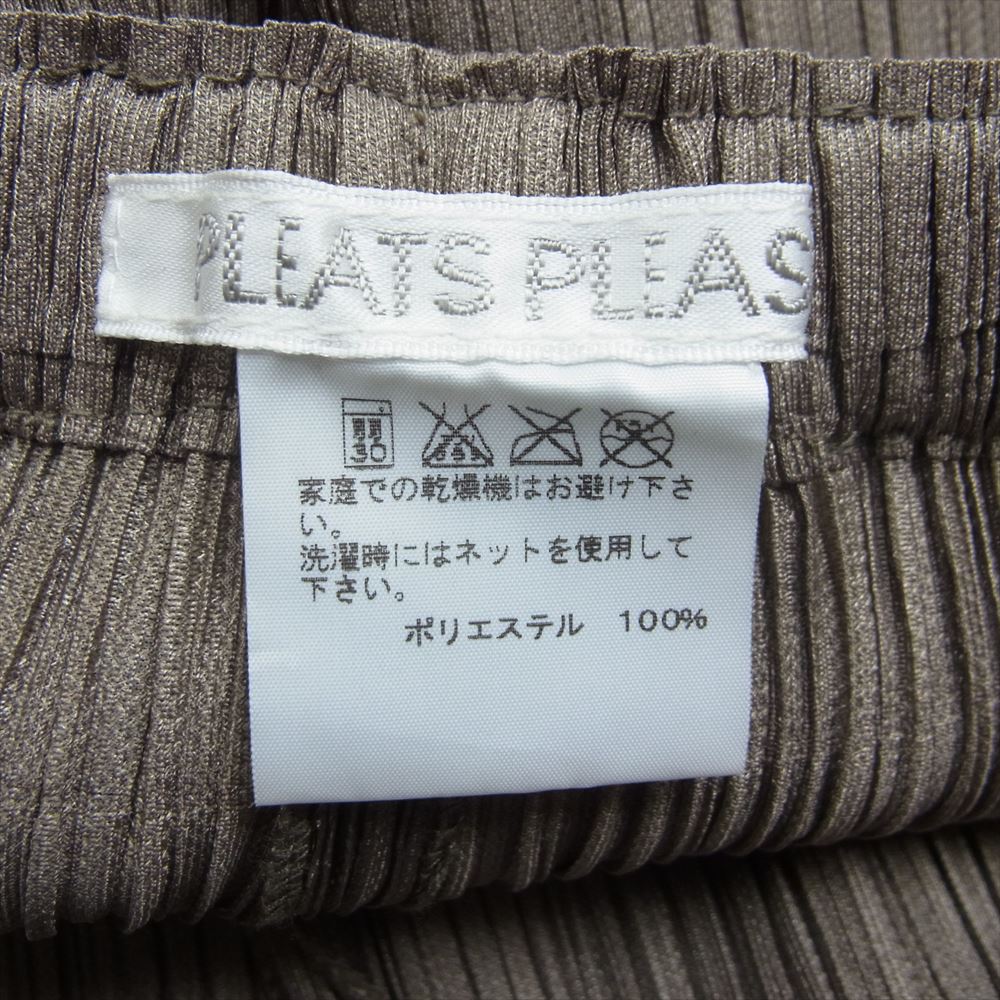 PLEATS PLEAS
30
家庭での乾燥機はお避け下さ
い。
洗濯時にはネットを使用して
下さい。
ポリエステル 100%